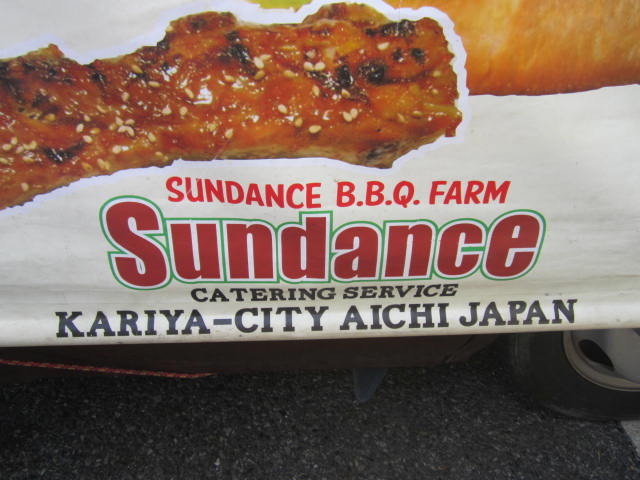 SUNDANCE B.B.Q. FARM
Sundance
CATERING SERVICE
KARIYA-CITY AICHI JAPAN